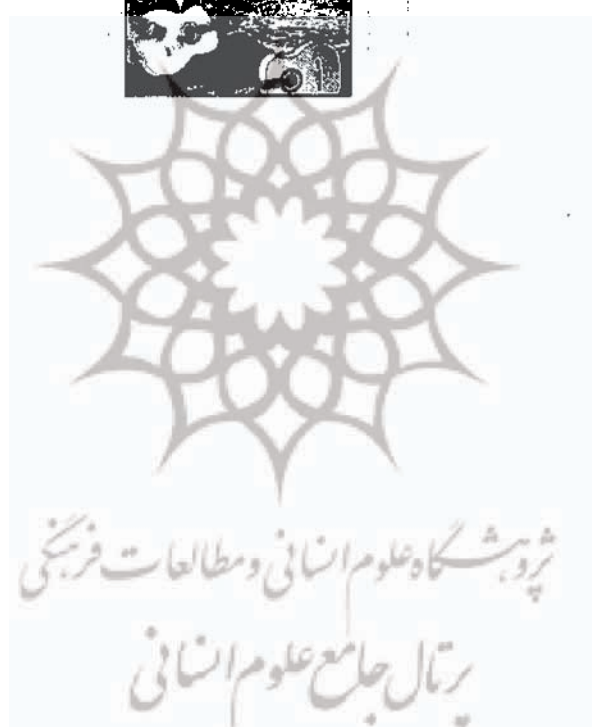 پژوهشگاه علوم انسانی و مطالعات فرهنگی
پرتال جامع علوم انسانی